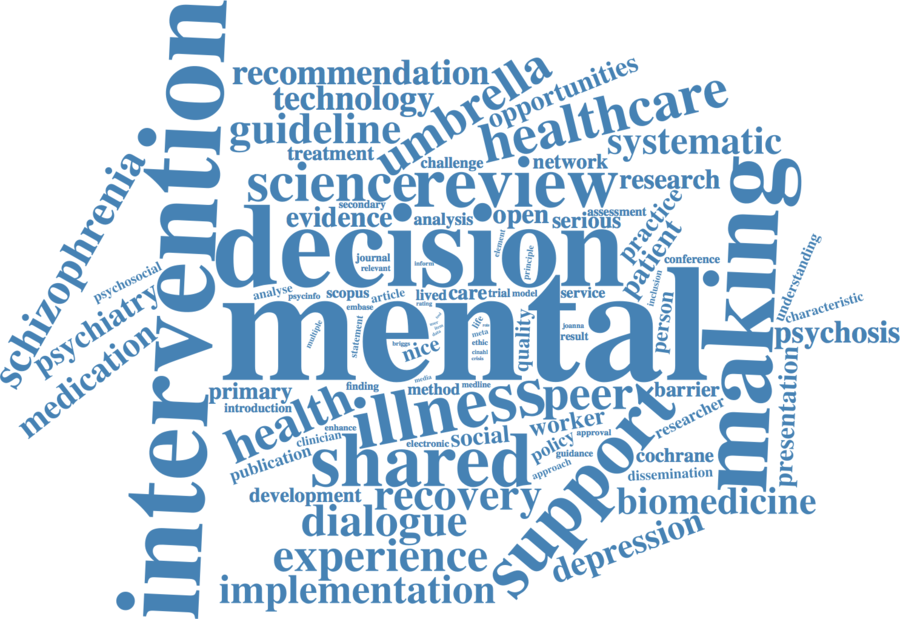 intervention
recommendation
technology
guideline
treatment
umbrella
opportunities
healthcare
systematic
challenge
network
science
review
research
secondary
evidence
analysis
open
serious
assessment
practice
patient
making
schizophrenia
decision
journal
relevant
inform
element
principle
conference
inclusion
understanding
psychosocial
psychiatry
medication
analyse
psycinfo
scopus
article
lived
care
trial
model
service
characteristic
psychosis
embase
rating
mental
multiple
statement
nice
briggs
life
meta
ethic
cinahl
crisis
quality
joanna
result
person
media
primary
introduction
finding
method
medline
barrier
presentation
health
illness
peer
support
researcher
enhance
clinician
publication
electronic
social
worker
policy
approval
guidance
approach
cochrane
dissemination
shared
development
recovery
biomedicine
dialogue
depression
experience
implementation